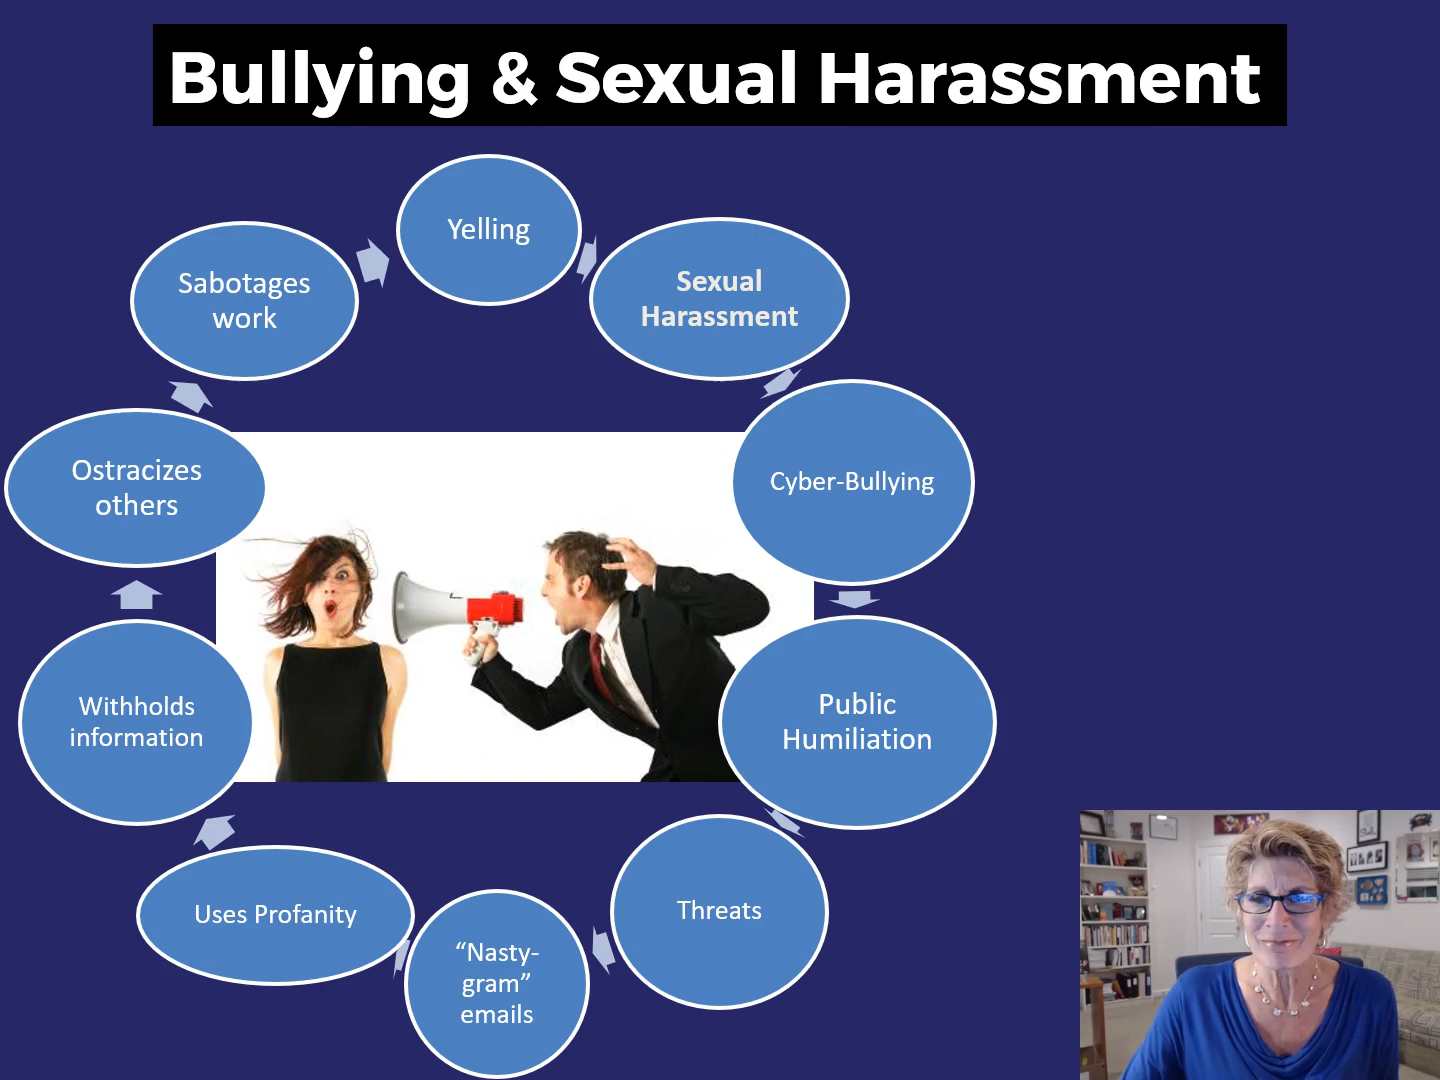 Bullying & Sexual Harassment
Yelling
Sexual
Harassment
Cyber-Bullying
Public
Humiliation
Threats
“Nasty-
gram”
emails
Uses Profanity
Withholds
information
Ostracizes
others
Sabotages
work